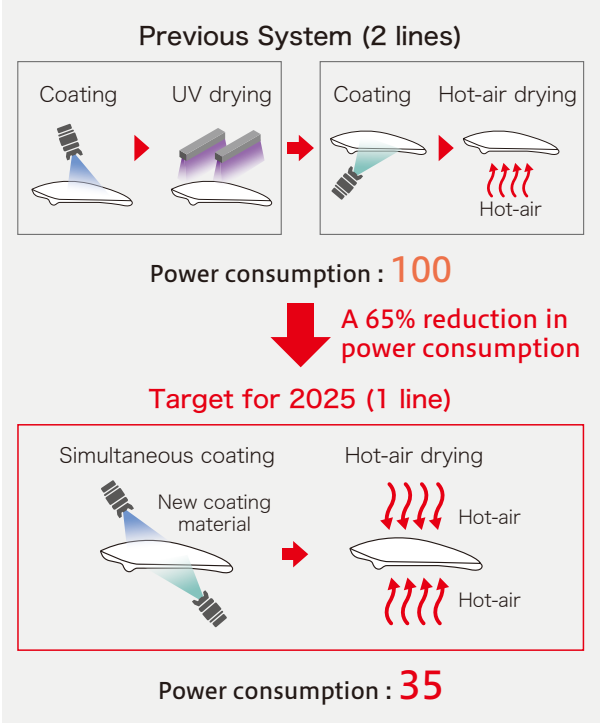 Previous System (2 lines)
Coating
UV drying
Coating
Hot-air drying
Hot-air
Power consumption : 100
A 65% reduction in
power consumption
Target for 2025 (1 line)
Simultaneous coating
Hot-air drying
New coating
material
Hot-air
Hot-air
Power consumption : 35